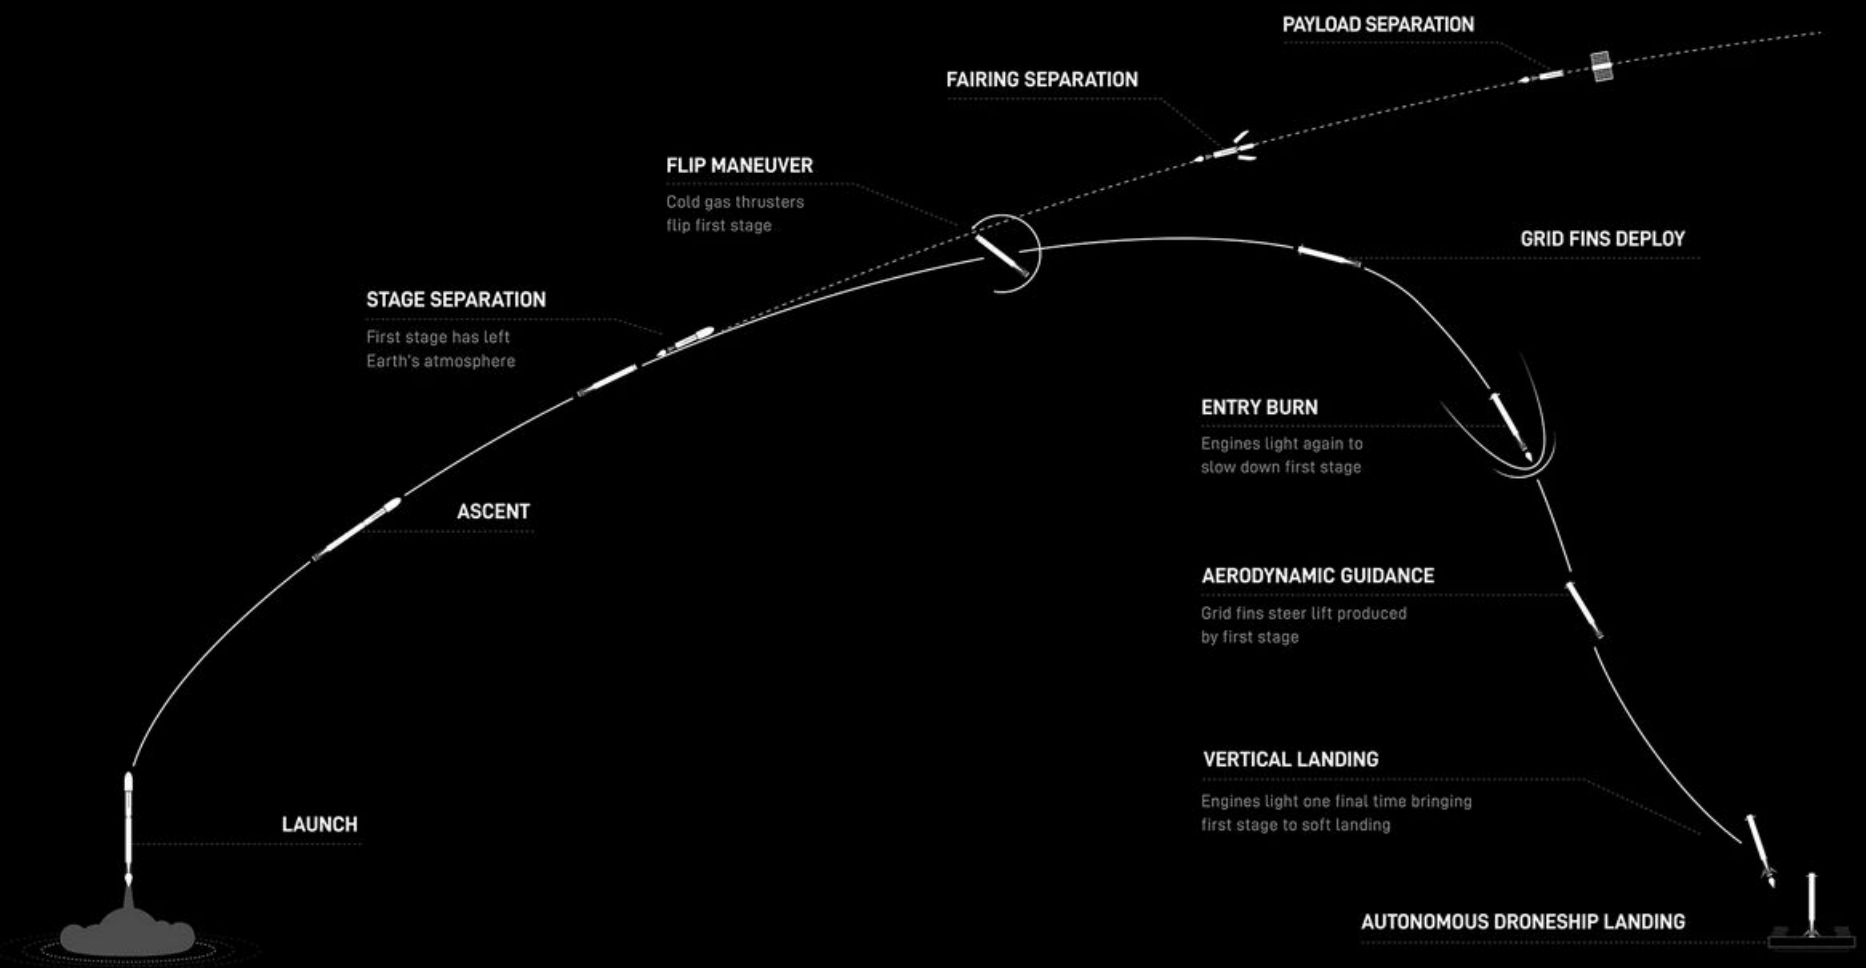 PAYLOAD SEPARATION
FAIRING SEPARATION
FLIP MANEUVER
Cold gas thrusters
flip first stage
GRID FINS DEPLOY
STAGE SEPARATION
First stage has left
Earth's atmosphere
ENTRY BURN
Engines light again to
slow down first stage
ASCENT
AERODYNAMIC GUIDANCE
Grid fins steer lift produced
by first stage
VERTICAL LANDING
Engines light one final time bringing
first stage to soft landing
LAUNCH
AUTONOMOUS DRONESHIP LANDING